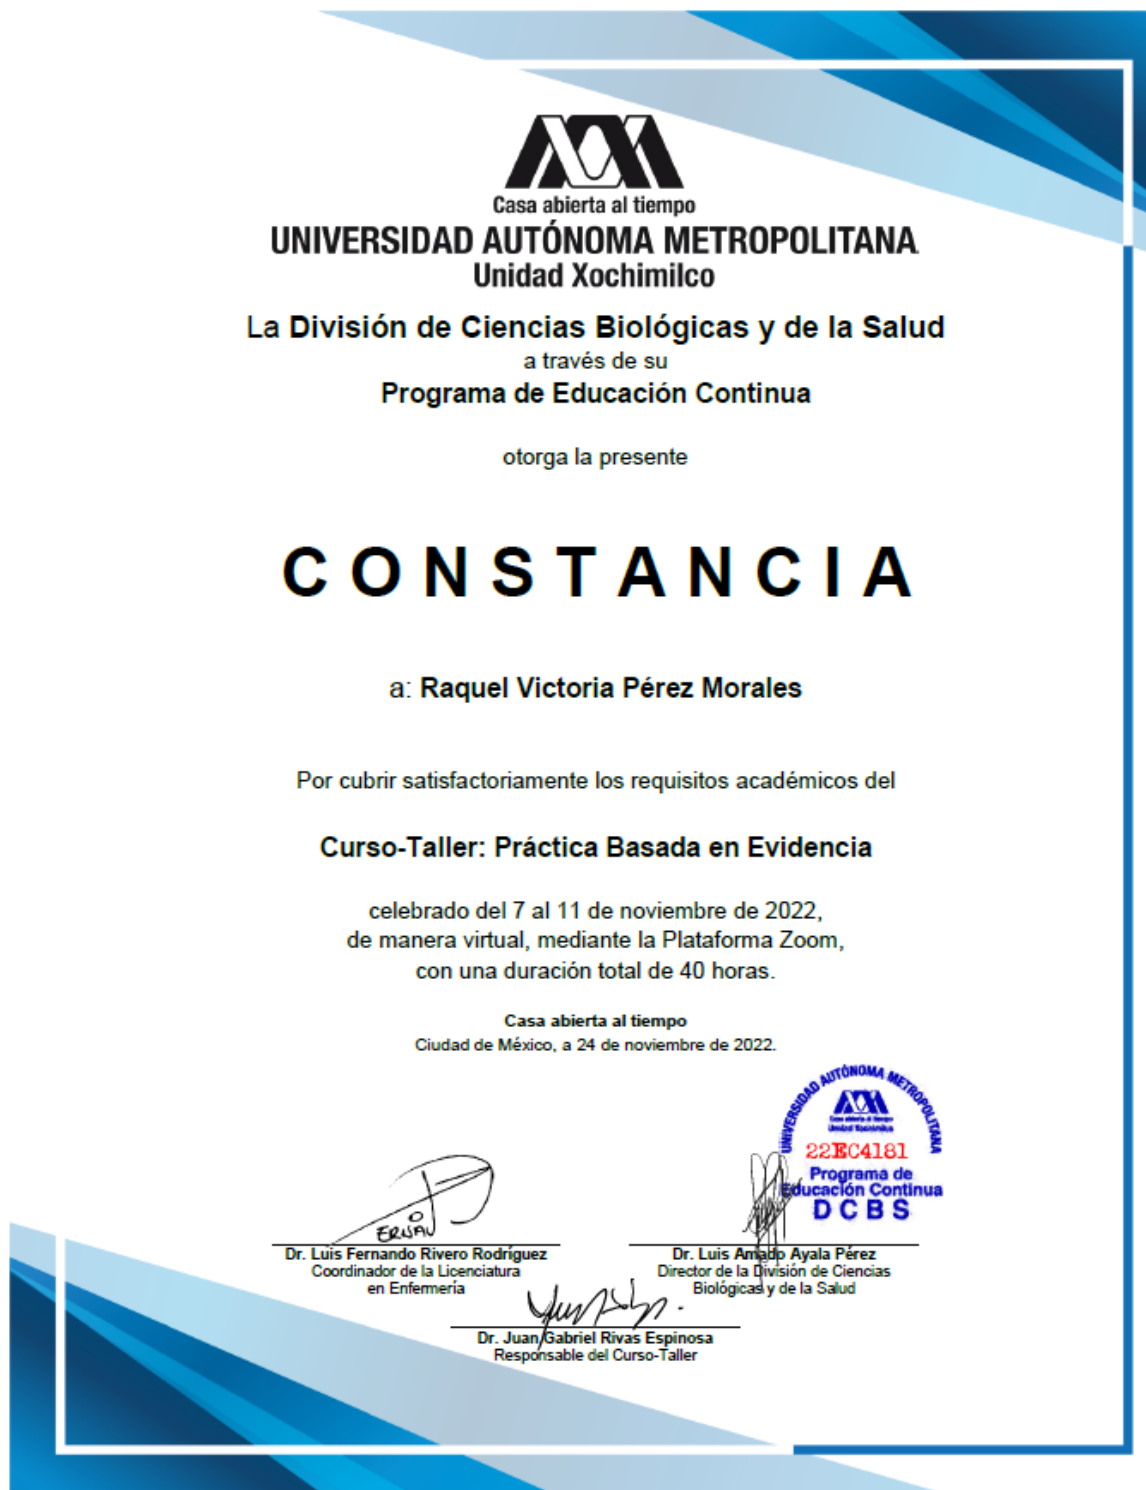 Casa abierta al tiempo
UNIVERSIDAD AUTÓNOMA METROPOLITANA
Unidad Xochimilco
La División de Ciencias Biológicas y de la Salud
a través de su
Programa de Educación Continua
otorga la presente
CONSTANCIA
a: Raquel Victoria Pérez Morales
Por cubrir satisfactoriamente los requisitos académicos del
Curso-Taller: Práctica Basada en Evidencia
celebrado del 7 al 11 de noviembre de 2022,
de manera virtual, mediante la Plataforma Zoom,
con una duración total de 40 horas.
Casa abierta al tiempo
Ciudad de México, a 24 de noviembre de 2022.
UNIVERSIDAD AUTÓNOMA METROPOLITANA
Casa abierta al tiempo
Unidad Xochimilco
22EC4181
Programa de
Educación Continua
DCBS
Dr. Luis Fernando Rivero Rodríguez
Coordinador de la Licenciatura
en Enfermería
Dr. Luis Amado Ayala Pérez
Director de la División de Ciencias
Biológicas y de la Salud
Dr. Juan Gabriel Rivas Espinosa
Responsable del Curso-Taller